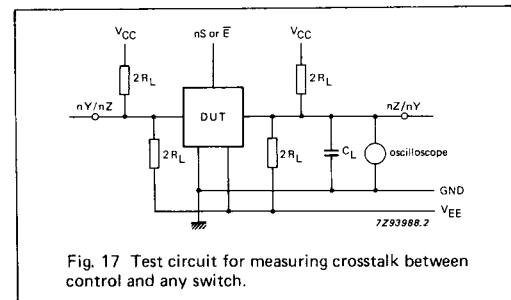 VCC nS or E̅ VCC
2RL 2RL
nY/nZ nZ/nY
DUT
2RL 2RL CL oscilloscope
GND
VEE
7Z93988.2
Fig. 17 Test circuit for measuring crosstalk between
control and any switch.